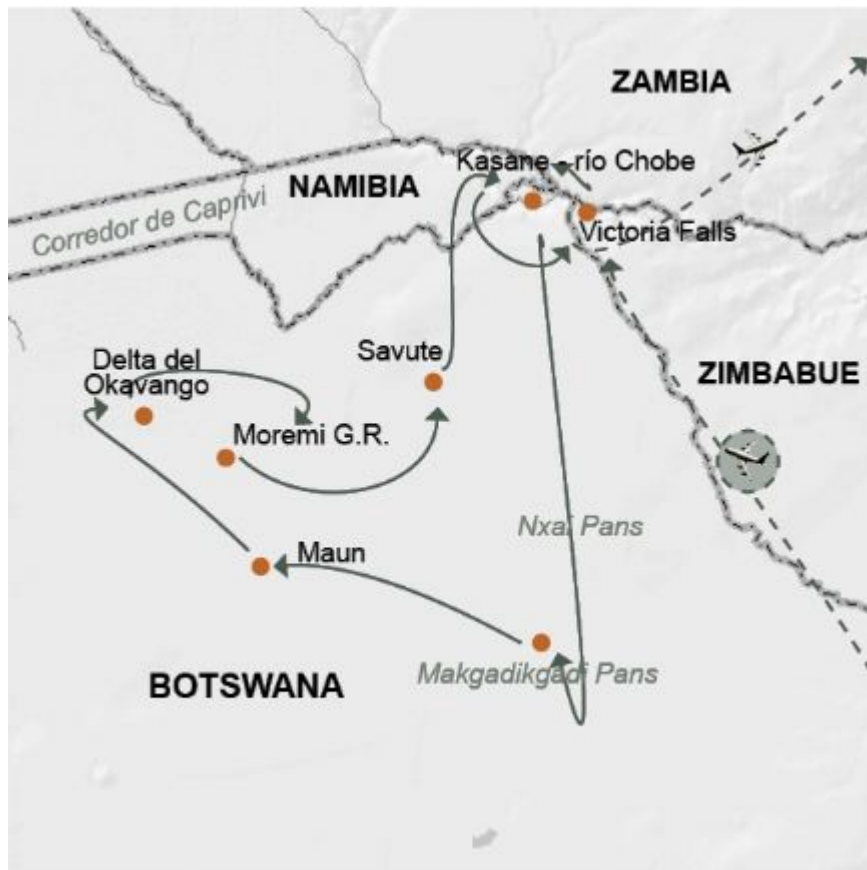 ZAMBIA
Kasane - río Chobe
NAMIBIA
Corredor de Caprivi
Victoria Falls
Savute
Delta del
Okavango
ZIMBABUE
Moremi G.R.
Nxai Pans
Maun
Makgadikgadi Pans
BOTSWANA